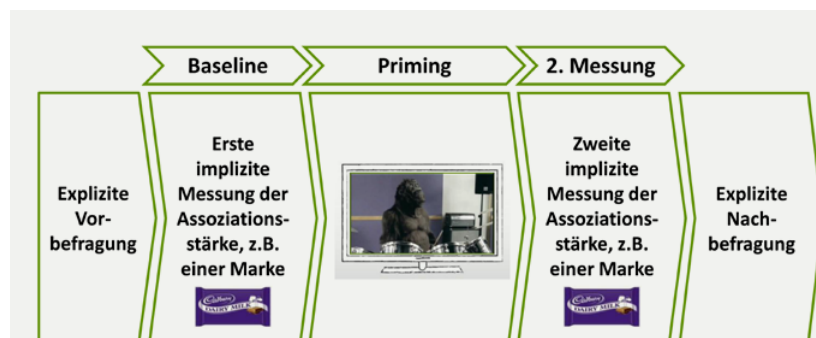 Baseline
Priming
2. Messung
Explizite
Vor-
befragung
Erste
implizite
Messung der
Assoziations-
stärke, z.B.
einer Marke
Cadbury
DAIRY MILK
Zweite
implizite
Messung der
Assoziations-
stärke, z.B.
einer Marke
Cadbury
DAIRY MILK
Explizite
Nach-
befragung